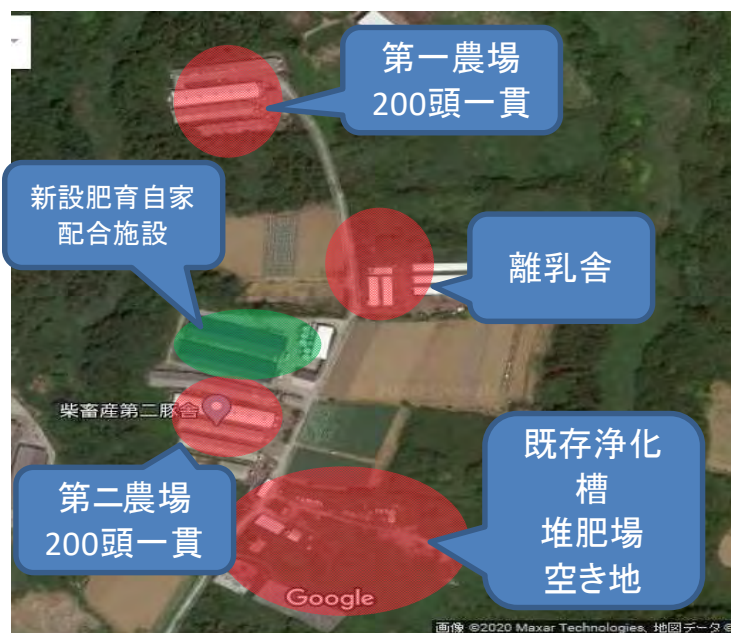 第一農場
200頭一貫
新設肥育自家
配合施設
離乳舎
柴畜産第二豚舎
既存浄化
槽
堆肥場
空き地
第二農場
200頭一貫
Google
画像 ©2020 Maxar Technologies、地図データ ©